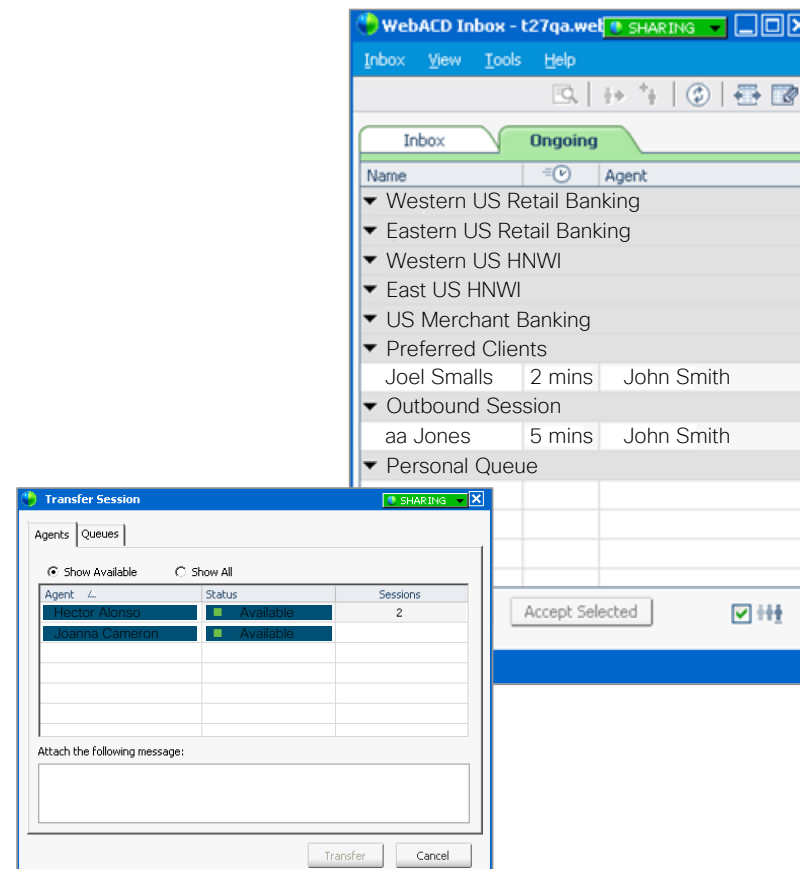 WebACD Inbox - t27qa.wel SHARING
Inbox View Tools Help
Inbox Ongoing
Name Agent
Western US Retail Banking
Eastern US Retail Banking
Western US HNWI
East US HNWI
US Merchant Banking
Preferred Clients
Joel Smalls 2 mins John Smith
Outbound Session
aa Jones 5 mins John Smith
Personal Queue
Accept Selected
Transfer Session SHARING
Agents Queues
Show Available Show All
Agent Status Sessions
Hector Alonso Available 2
Joanna Cameron Available
Attach the following message:
Transfer Cancel